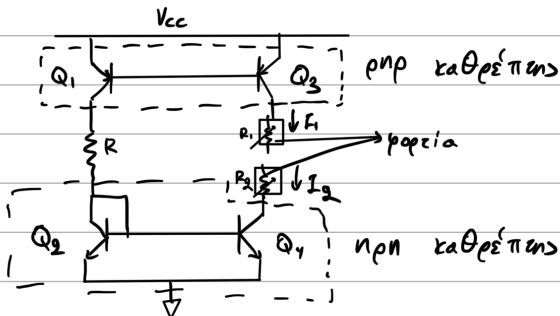 Vcc
Q1 Q3 pnp καθρέπτης
R1 I1
R φορτία
R2 I2
Q2 Q4 npn καθρέπτης